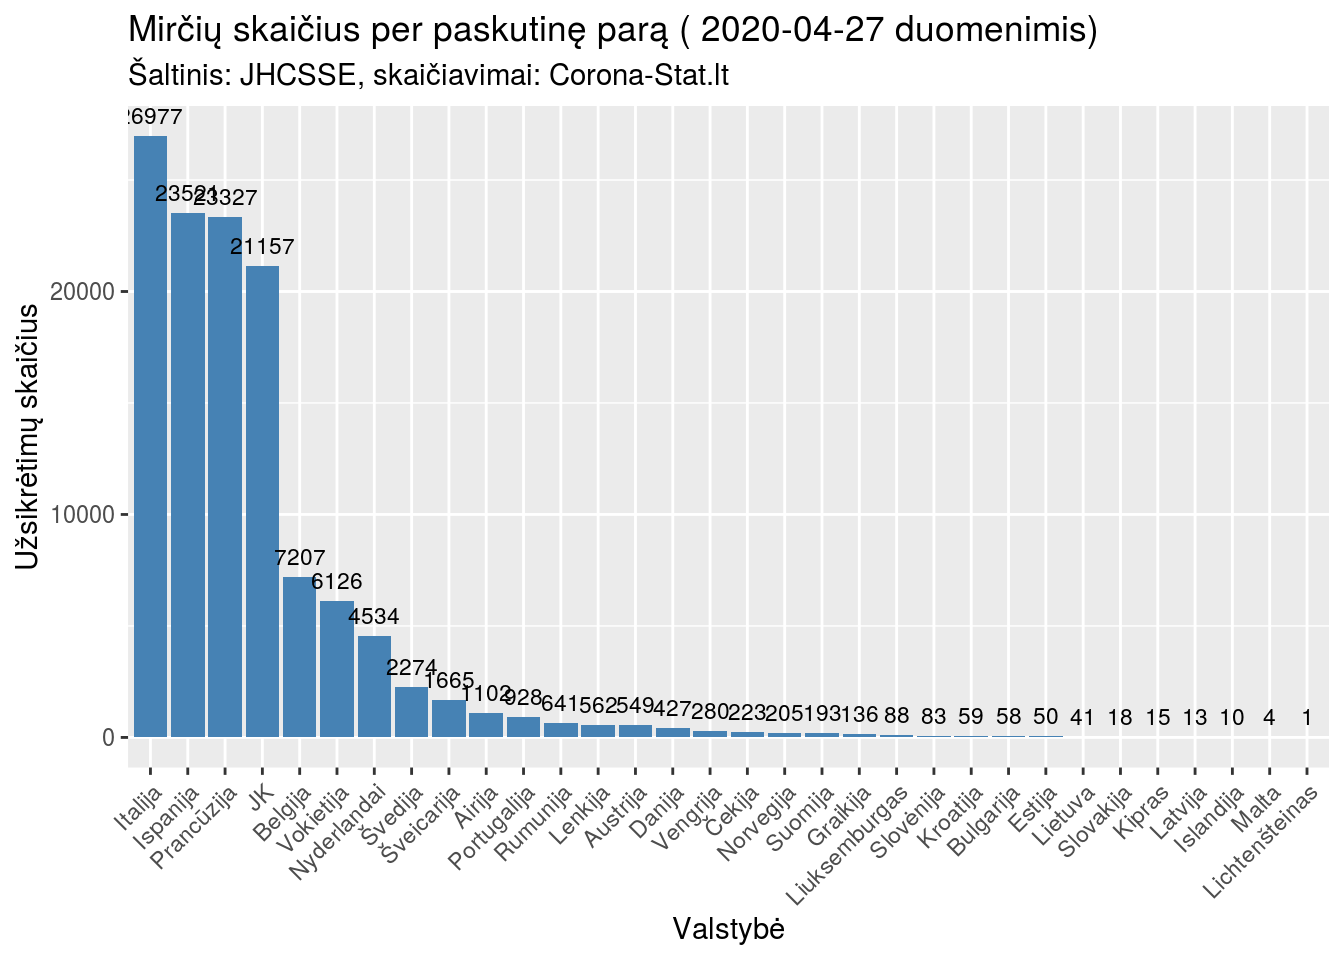 Mirčių skaičius per paskutinę parą ( 2020-04-27 duomenimis)
Šaltinis: JHCSSE, skaičiavimai: Corona-Stat.lt
26977
23521
23327
21157
7207
6126
4534
2274
1665
1102
928
641
562
549
427
280
223
205
193
136
88
83
59
58
50
41
18
15
13
10
4
1
Užsikrėtimų skaičius
20000
10000
0
Italija
Ispanija
Prancūzija
JK
Belgija
Vokietija
Nyderlandai
Švedija
Šveicarija
Airija
Portugalija
Rumunija
Lenkija
Austrija
Danija
Vengrija
Čekija
Norvegija
Suomija
Graikija
Liuksemburgas
Slovėnija
Kroatija
Bulgarija
Estija
Lietuva
Slovakija
Kipras
Latvija
Islandija
Malta
Lichtenšteinas
Valstybė